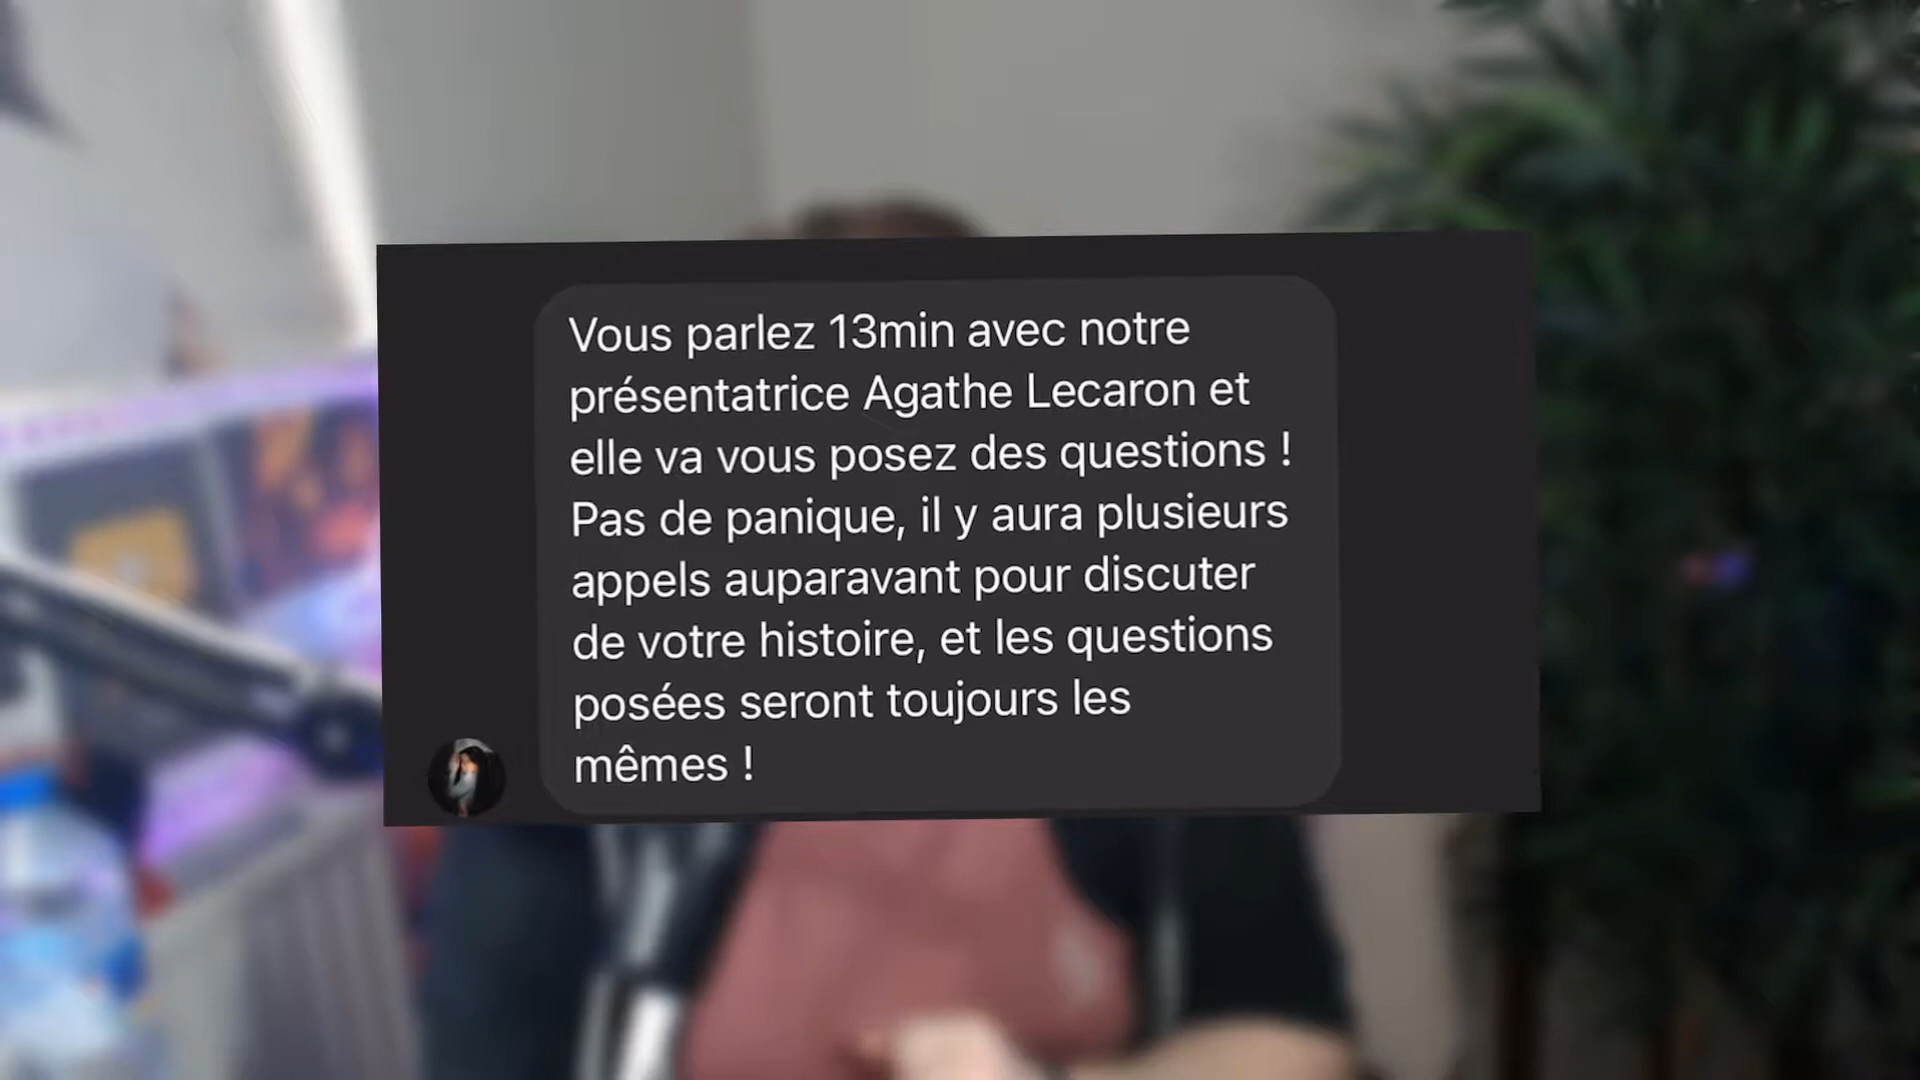 Vous parlez 13min avec notre
présentatrice Agathe Lecaron et
elle va vous posez des questions !
Pas de panique, il y aura plusieurs
appels auparavant pour discuter
de votre histoire, et les questions
posées seront toujours les
mêmes !